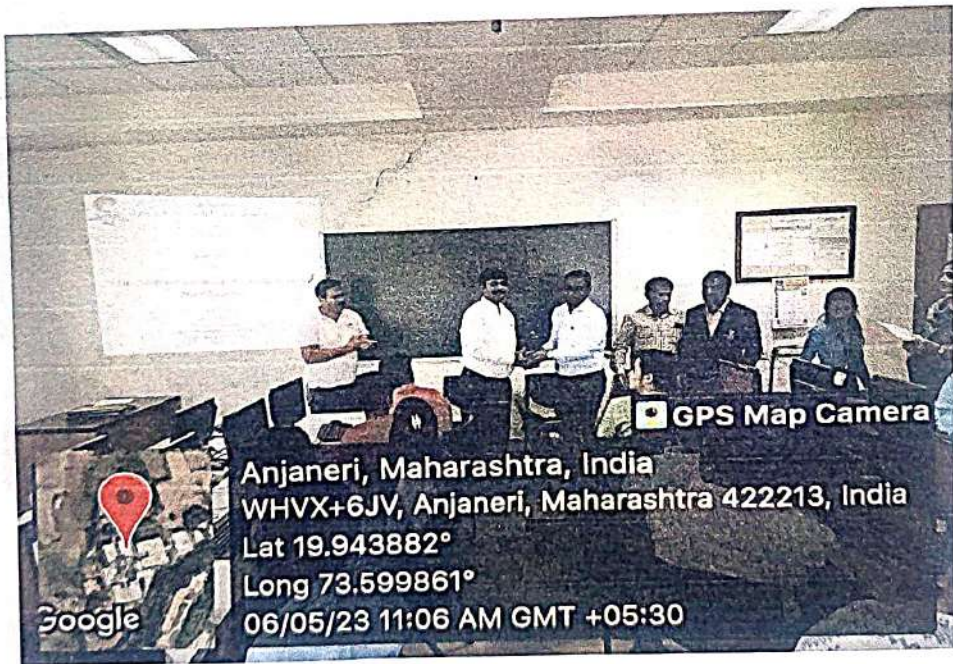 GPS Map Camera
Anjaneri, Maharashtra, India
WHVX+6JV, Anjaneri, Maharashtra 422213, India
Lat 19.943882°
Long 73.599861°
06/05/23 11:06 AM GMT +05:30
Google